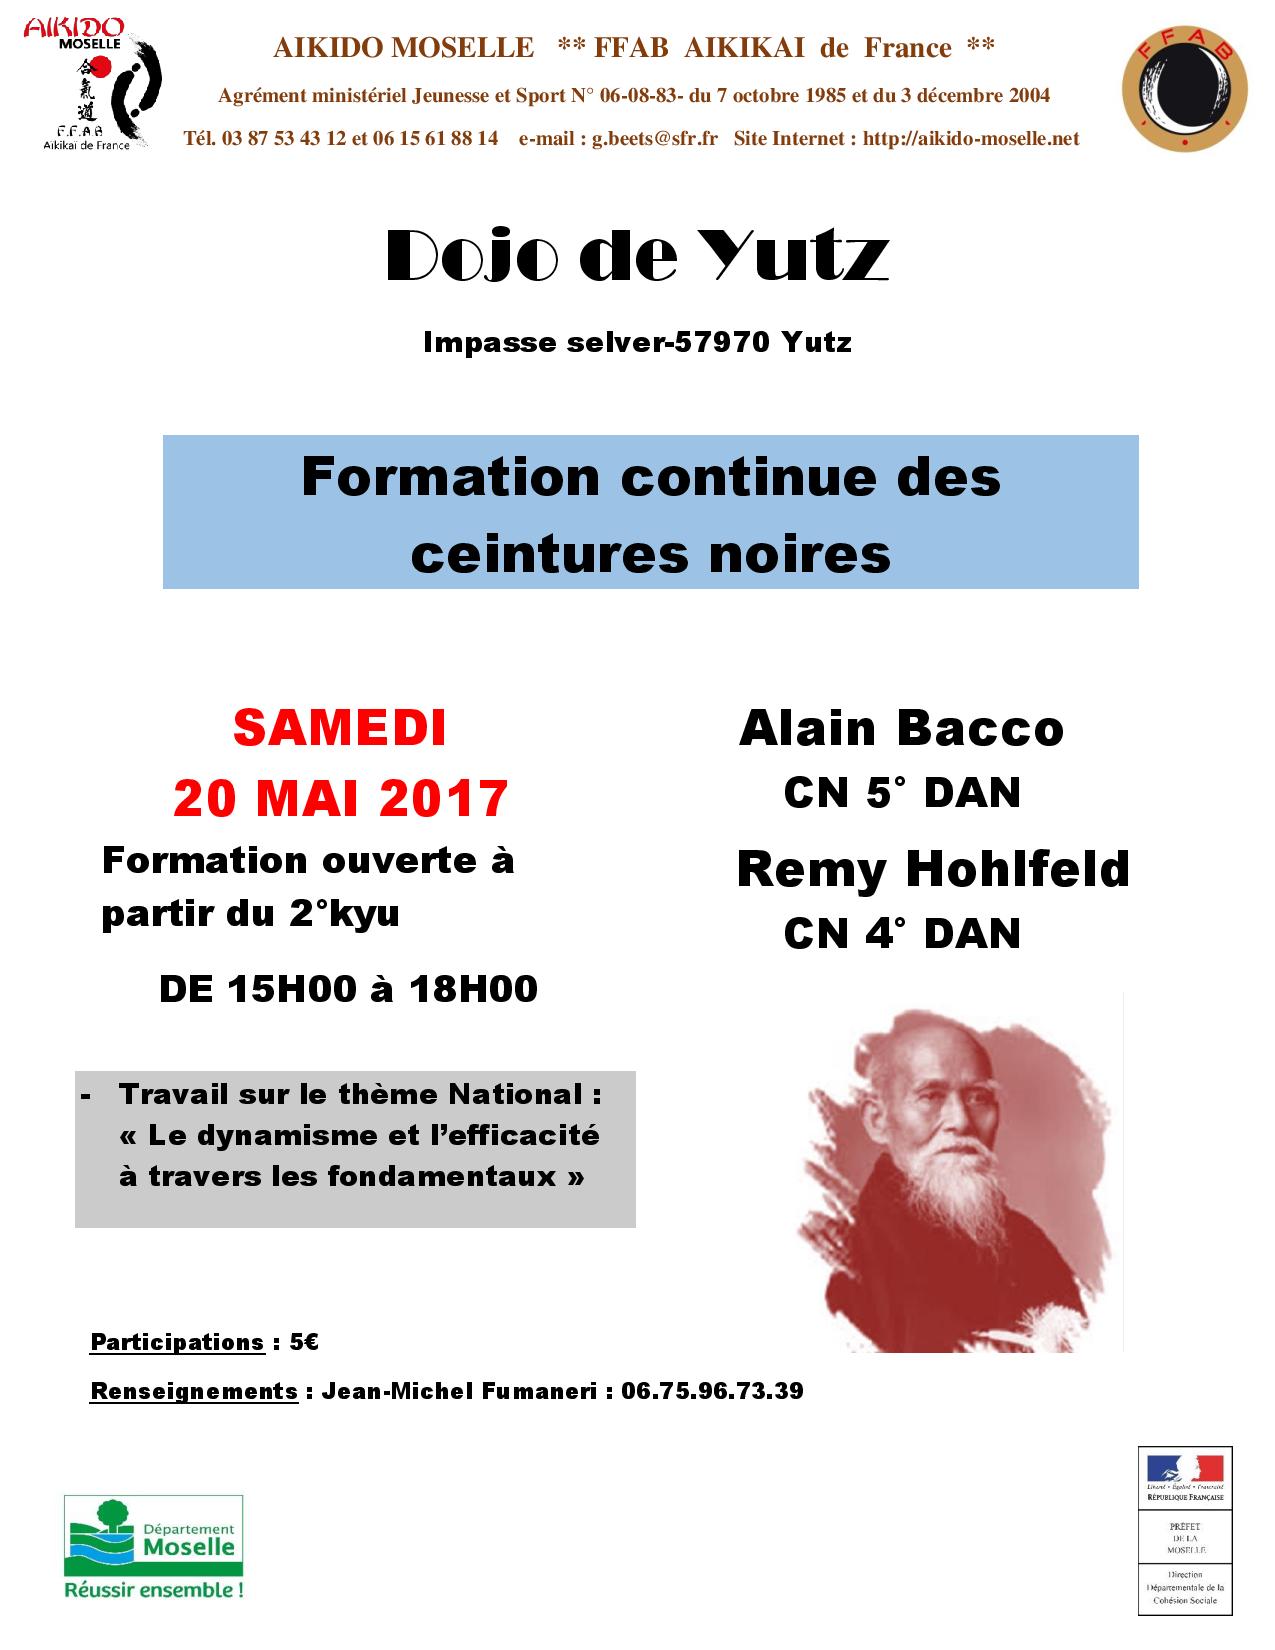 AIKIDO MOSELLE ** FFAB AIKIKAI de France **
Agrément ministériel Jeunesse et Sport N° 06-08-83- du 7 octobre 1985 et du 3 décembre 2004
Tél. 03 87 53 43 12 et 06 15 61 88 14 e-mail : g.beets@sfr.fr Site Internet : http://aikido-moselle.net
AIKIDO
MOSELLE
合
氣
道
F.F.A.B
Aïkikaï de France
FFAB
Dojo de Yutz
Impasse selver-57970 Yutz
Formation continue des
ceintures noires
SAMEDI
20 MAI 2017
Formation ouverte à
partir du 2°kyu
DE 15H00 à 18H00
Alain Bacco
CN 5° DAN
Remy Hohlfeld
CN 4° DAN
- Travail sur le thème National :
« Le dynamisme et l’efficacité
à travers les fondamentaux »
Participations : 5€
Renseignements : Jean-Michel Fumaneri : 06.75.96.73.39
Département
Moselle
Réussir ensemble !
Liberté • Égalité • Fraternité
RÉPUBLIQUE FRANÇAISE
PRÉFET
DE LA
MOSELLE
Direction
Départementale de la
Cohésion Sociale